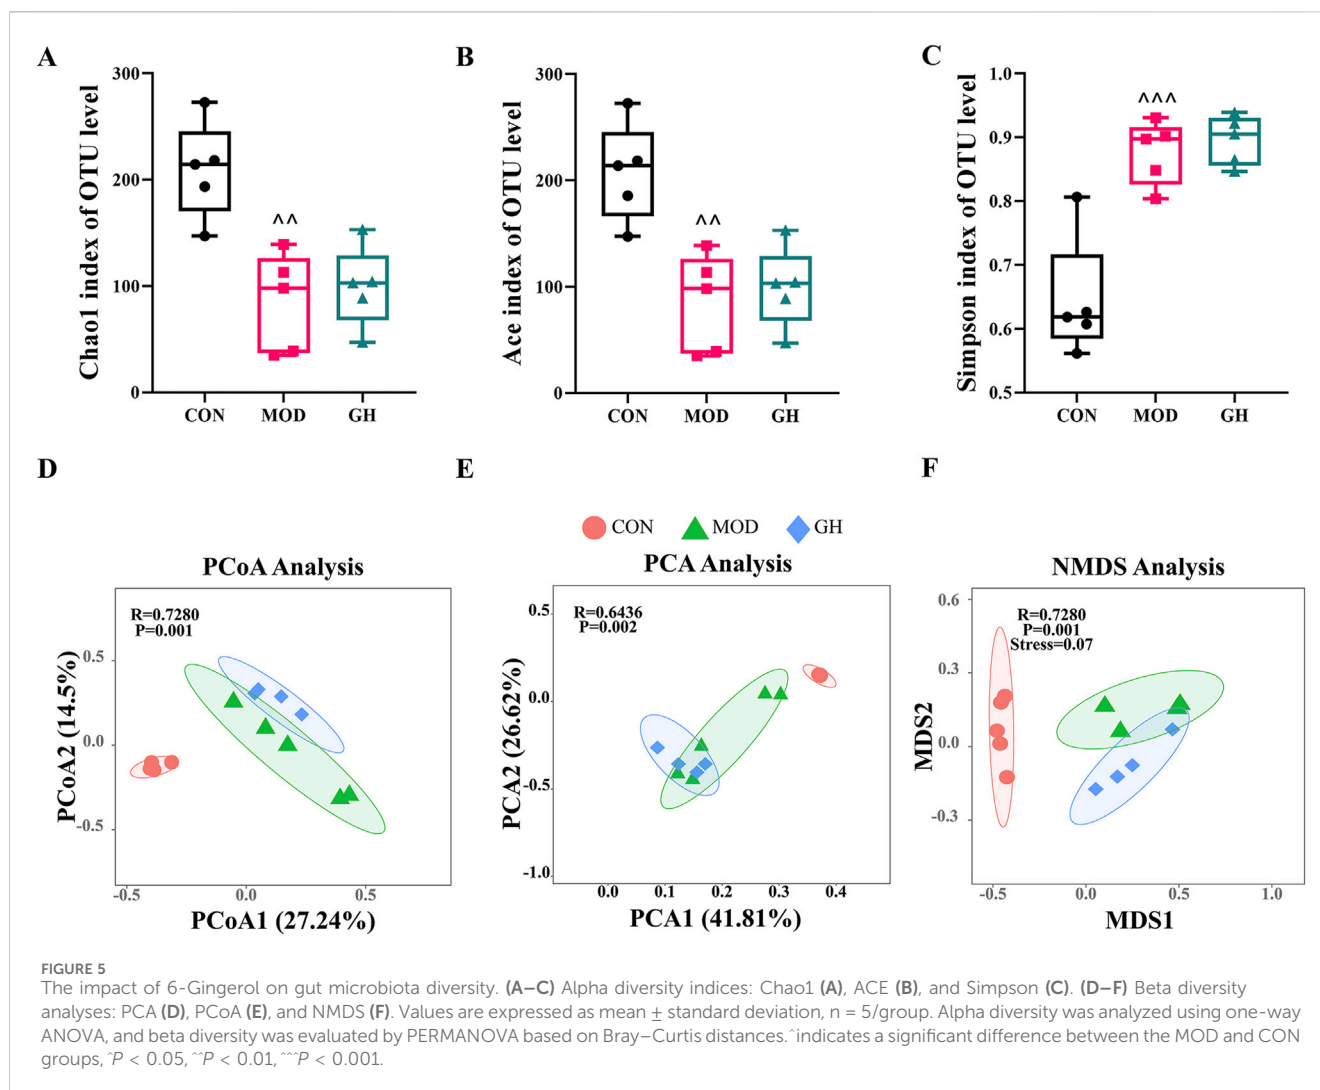 A
B
C
300
200
100
0
Chao1 index of OTU level
^^
CON MOD GH
300
200
100
0
Ace index of OTU level
^^
CON MOD GH
1.0
0.9
0.8
0.7
0.6
0.5
Simpson index of OTU level
^^^
CON MOD GH
D
E
F
CON MOD GH
PCoA Analysis
R=0.7280
P=0.001
0.5
0.0
-0.5
PCoA2 (14.5%)
-0.5 0.0 0.5
PCoA1 (27.24%)
PCA Analysis
R=0.6436
P=0.002
0.5
0.0
-0.5
-1.0
PCA2 (26.62%)
0.0 0.1 0.2 0.3 0.4
PCA1 (41.81%)
NMDS Analysis
R=0.7280
P=0.001
Stress=0.07
0.6
0.3
0.0
-0.3
MDS2
-0.5 0.0 0.5 1.0
MDS1
FIGURE 5
The impact of 6-Gingerol on gut microbiota diversity. (A–C) Alpha diversity indices: Chao1 (A), ACE (B), and Simpson (C). (D–F) Beta diversity
analyses: PCA (D), PCoA (E), and NMDS (F). Values are expressed as mean ± standard deviation, n = 5/group. Alpha diversity was analyzed using one-way
ANOVA, and beta diversity was evaluated by PERMANOVA based on Bray–Curtis distances. ^indicates a significant difference between the MOD and CON
groups, ^P < 0.05, ^^P < 0.01, ^^^P < 0.001.